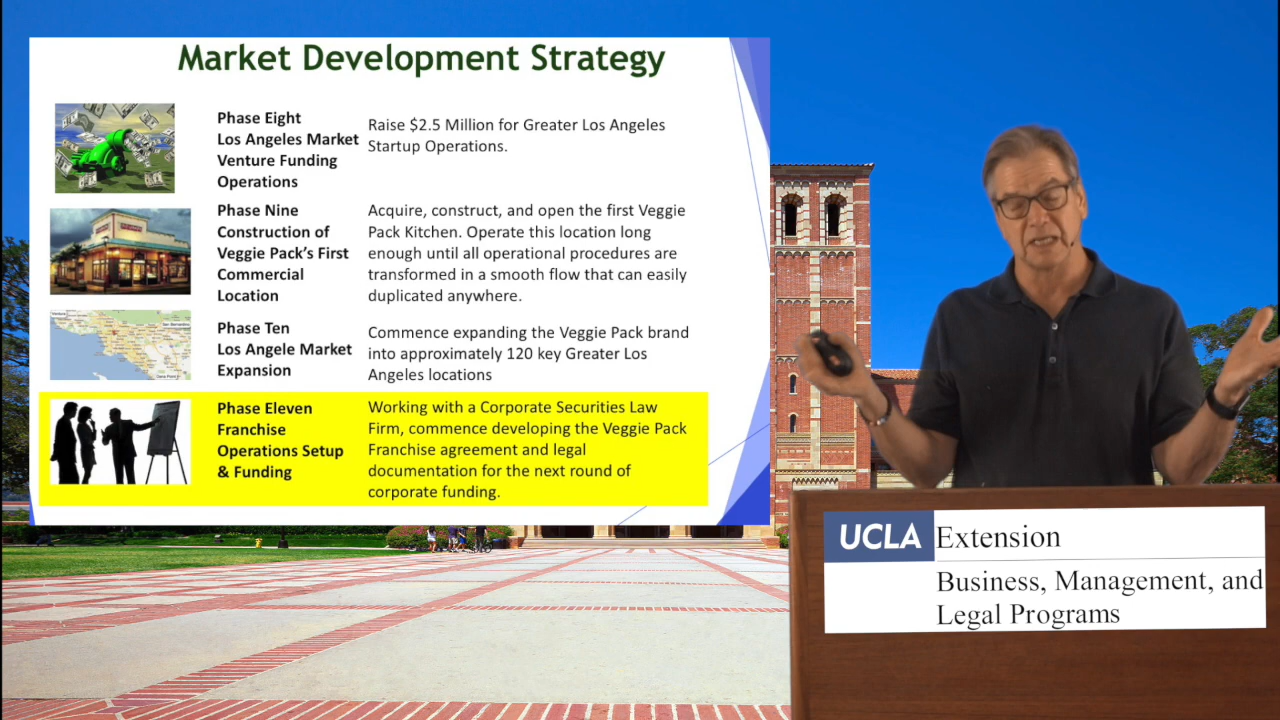 Market Development Strategy
Phase Eight
Los Angeles Market
Venture Funding
Operations
Raise $2.5 Million for Greater Los Angeles
Startup Operations.
Phase Nine
Construction of
Veggie Pack's First
Commercial
Location
Acquire, construct, and open the first Veggie
Pack Kitchen. Operate this location long
enough until all operational procedures are
transformed in a smooth flow that can easily
duplicated anywhere.
Phase Ten
Los Angele Market
Expansion
Commence expanding the Veggie Pack brand
into approximately 120 key Greater Los
Angeles locations
Phase Eleven
Franchise
Operations Setup
& Funding
Working with a Corporate Securities Law
Firm, commence developing the Veggie Pack
Franchise agreement and legal
documentation for the next round of
corporate funding.
UCLA Extension
Business, Management, and
Legal Programs